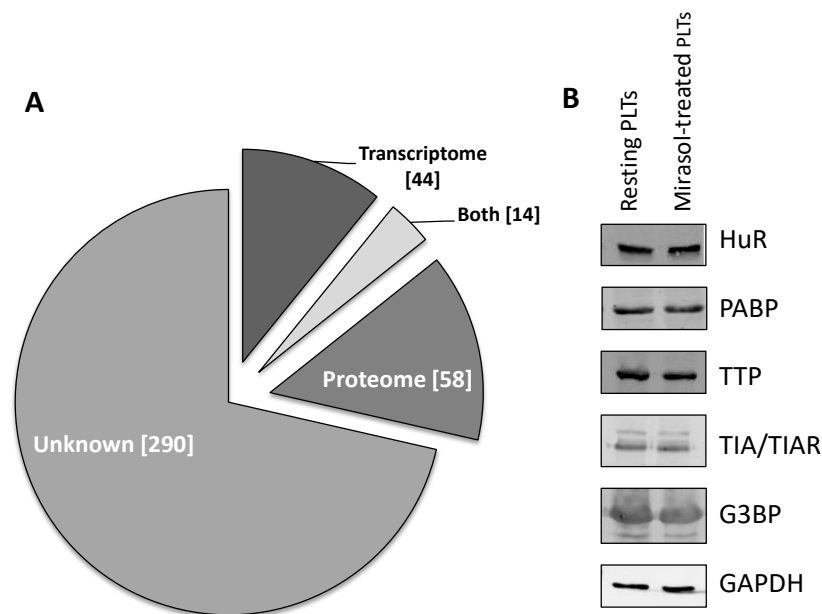 A
Transcriptome
[44]
Both [14]
Proteome [58]
Unknown [290]
B
Resting PLTs
Mirasol-treated PLTs
HuR
PABP
TTP
TIA/TIAR
G3BP
GAPDH